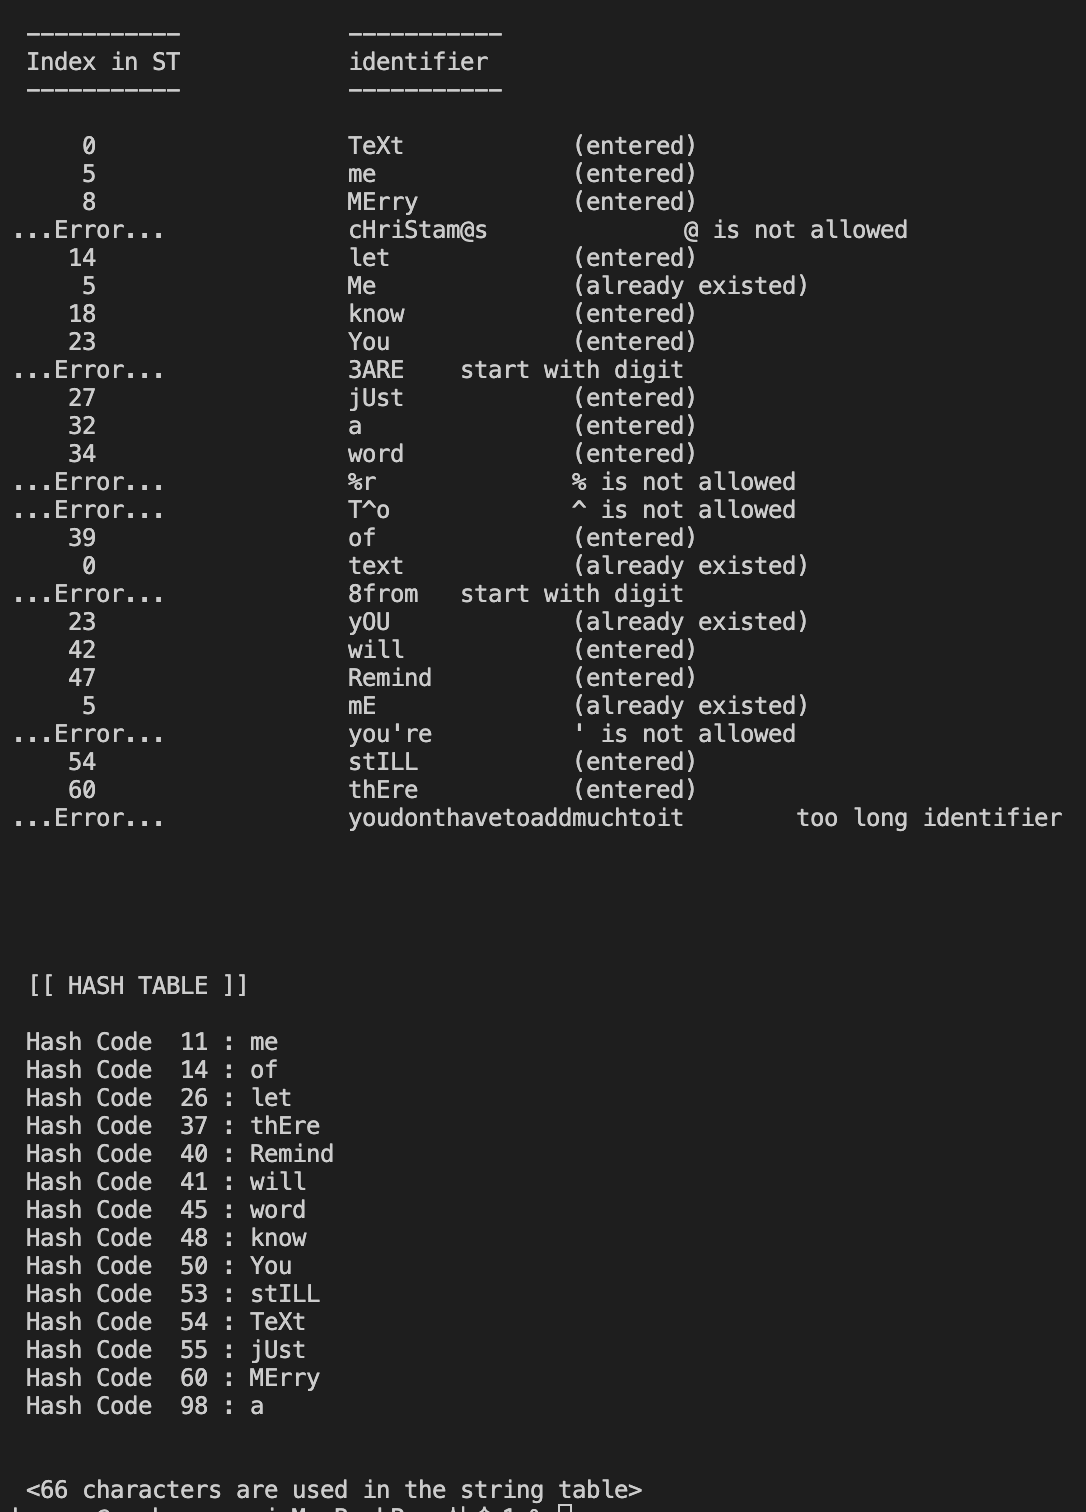 -----------          -----------
Index in ST          identifier
-----------          -----------
0 TeXt (entered)
5 me (entered)
8 MErry (entered)
...Error... cHriStam@s @ is not allowed
14 let (entered)
5 Me (already existed)
18 know (entered)
23 You (entered)
...Error... 3ARE start with digit
27 jUst (entered)
32 a (entered)
34 word (entered)
...Error... %r % is not allowed
...Error... T^o ^ is not allowed
39 of (entered)
0 text (already existed)
...Error... 8from start with digit
23 yOU (already existed)
42 will (entered)
47 Remind (entered)
5 mE (already existed)
...Error... you're ' is not allowed
54 stILL (entered)
60 thEre (entered)
...Error... youdonthavetoaddmuchtoit too long identifier
[[ HASH TABLE ]]
Hash Code 11 : me
Hash Code 14 : of
Hash Code 26 : let
Hash Code 37 : thEre
Hash Code 40 : Remind
Hash Code 41 : will
Hash Code 45 : word
Hash Code 48 : know
Hash Code 50 : You
Hash Code 53 : stILL
Hash Code 54 : TeXt
Hash Code 55 : jUst
Hash Code 60 : MErry
Hash Code 98 : a
<66 characters are used in the string table>